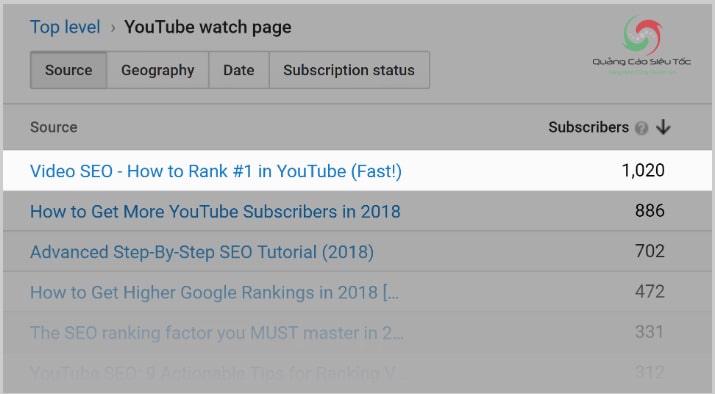 Top level › YouTube watch page
Source Geography Date Subscription status
Quảng Cáo Siêu Tốc
Source Subscribers ? ↓
Video SEO - How to Rank #1 in YouTube (Fast!) 1,020
How to Get More YouTube Subscribers in 2018 886
Advanced Step-By-Step SEO Tutorial (2018) 702
How to Get Higher Google Rankings in 2018 [... 472
The SEO ranking factor you MUST master in 2... 331
YouTube SEO: 9 Actionable Tips for Ranking V... 312